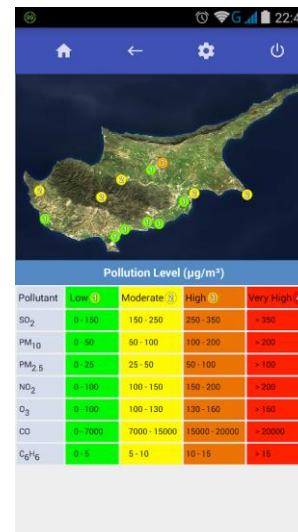 22:4
Pollution Level (µg/m³)
Pollutant Low 1 Moderate 2 High 3 Very High
SO2 0 - 150 150 - 250 250 - 350 > 350
PM10 0 - 50 50 - 100 100 - 200 > 200
PM2.5 0 - 25 25 - 50 50 - 100 > 100
NO2 0 - 100 100 - 150 150 - 200 > 200
O3 0 - 100 100 - 130 130 - 160 > 160
CO 0 - 7000 7000 - 15000 15000 - 20000 > 20000
C6H6 0 - 5 5 - 10 10 - 15 > 15